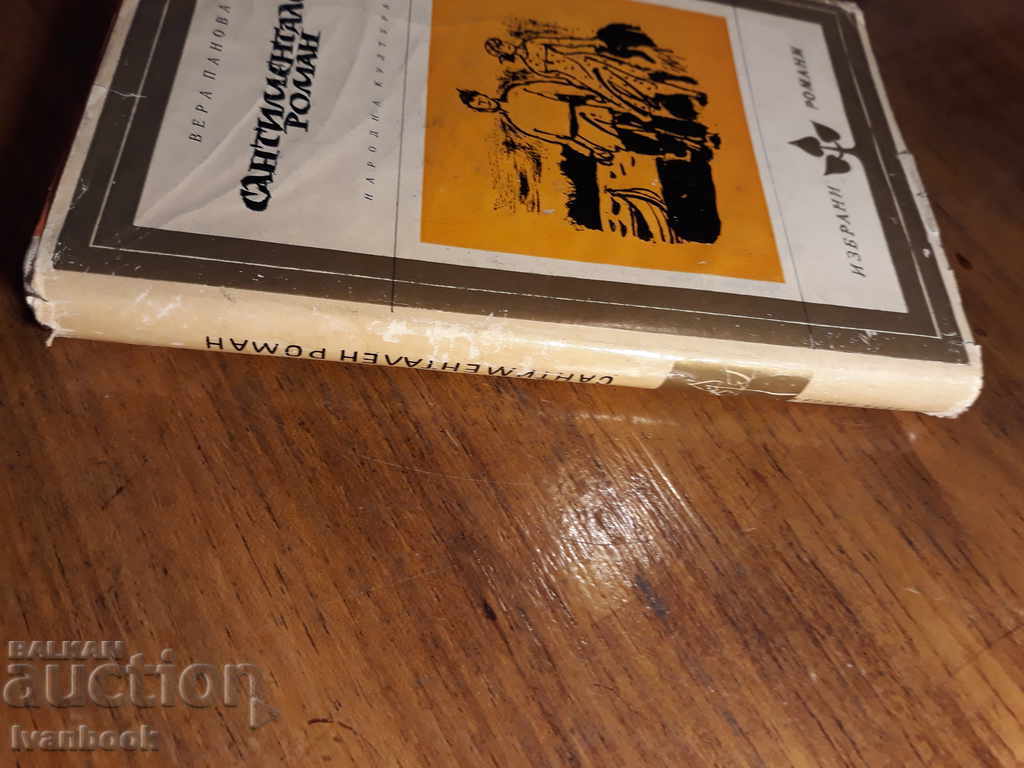 ВЕРА ПАНОВА
САНТИМЕНТАЛЕН
РОМАН
НАРОДНА КУЛТУРА
ИЗБРАНИ РОМАНИ
САНТИМЕНТАЛЕН РОМАН
BALKAN
auction
Ivanbook